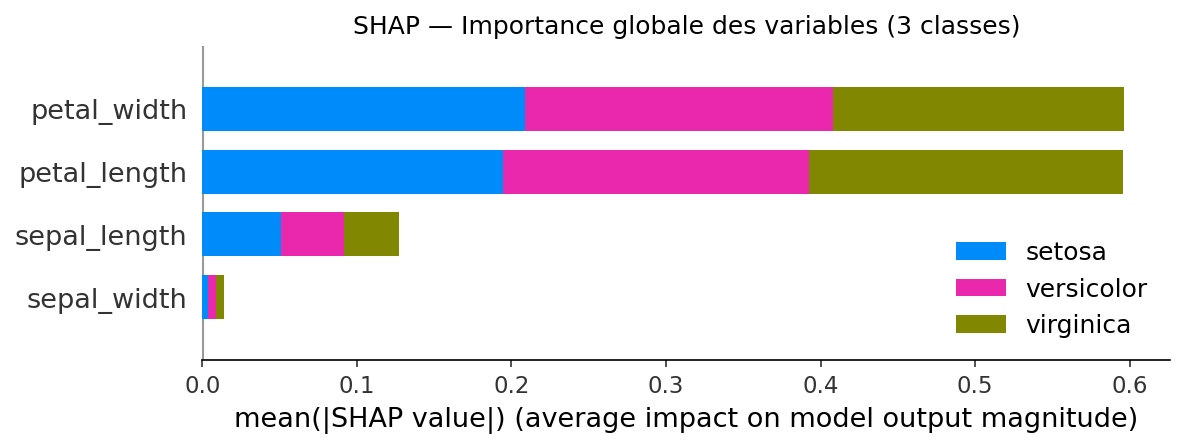 SHAP — Importance globale des variables (3 classes)
petal_width
petal_length
sepal_length
sepal_width
setosa
versicolor
virginica
0.0 0.1 0.2 0.3 0.4 0.5 0.6
mean(|SHAP value|) (average impact on model output magnitude)